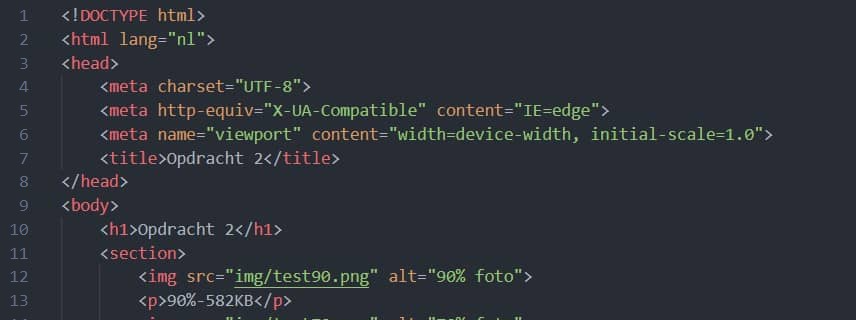 1 <!DOCTYPE html>
2 <html lang="nl">
3 <head>
4 <meta charset="UTF-8">
5 <meta http-equiv="X-UA-Compatible" content="IE=edge">
6 <meta name="viewport" content="width=device-width, initial-scale=1.0">
7 <title>Opdracht 2</title>
8 </head>
9 <body>
10 <h1>Opdracht 2</h1>
11 <section>
12 <img src="img/test90.png" alt="90% foto">
13 <p>90%-582KB</p>